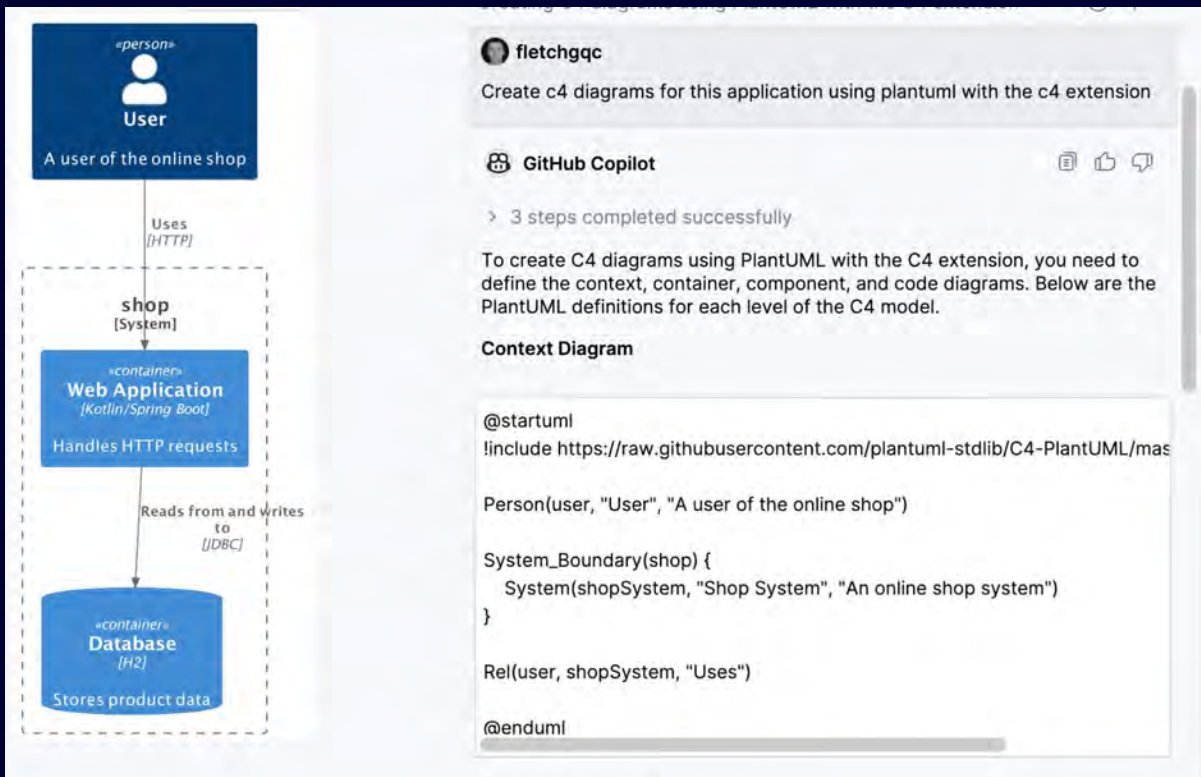 «person»
User
A user of the online shop
Uses
[HTTP]
shop
[System]
«container»
Web Application
[Kotlin/Spring Boot]
Handles HTTP requests
Reads from and writes
to
[JDBC]
«container»
Database
[H2]
Stores product data
fletchgqc
Create c4 diagrams for this application using plantuml with the c4 extension
GitHub Copilot
> 3 steps completed successfully
To create C4 diagrams using PlantUML with the C4 extension, you need to
define the context, container, component, and code diagrams. Below are the
PlantUML definitions for each level of the C4 model.
Context Diagram
@startuml
!include https://raw.githubusercontent.com/plantuml-stdlib/C4-PlantUML/mas
Person(user, "User", "A user of the online shop")
System_Boundary(shop) {
System(shopSystem, "Shop System", "An online shop system")
}
Rel(user, shopSystem, "Uses")
@enduml